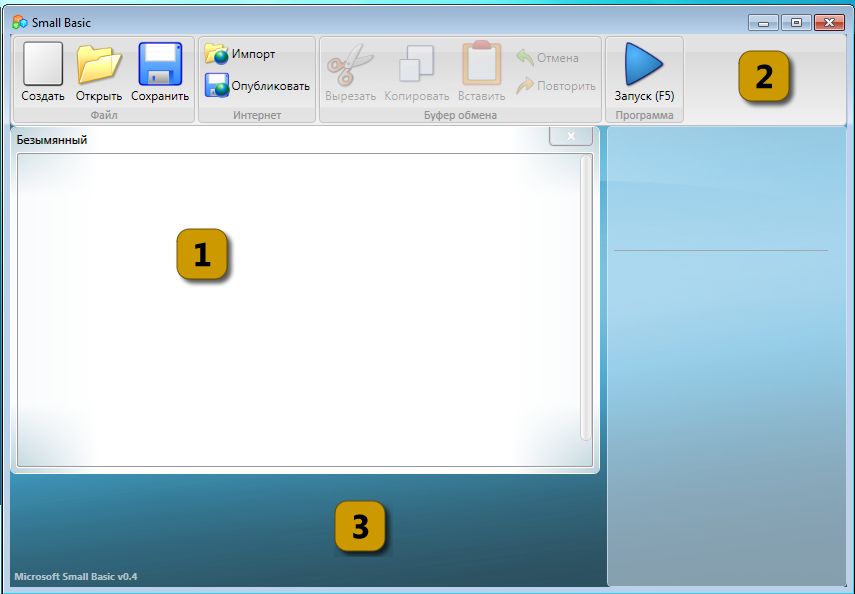 Small Basic
Создать Открыть Сохранить
Файл
Импорт
Опубликовать
Интернет
Вырезать Копировать Вставить
Отмена
Повторить
Буфер обмена
Запуск (F5)
Программа
2
Безымянный
x
1
3
Microsoft Small Basic v0.4